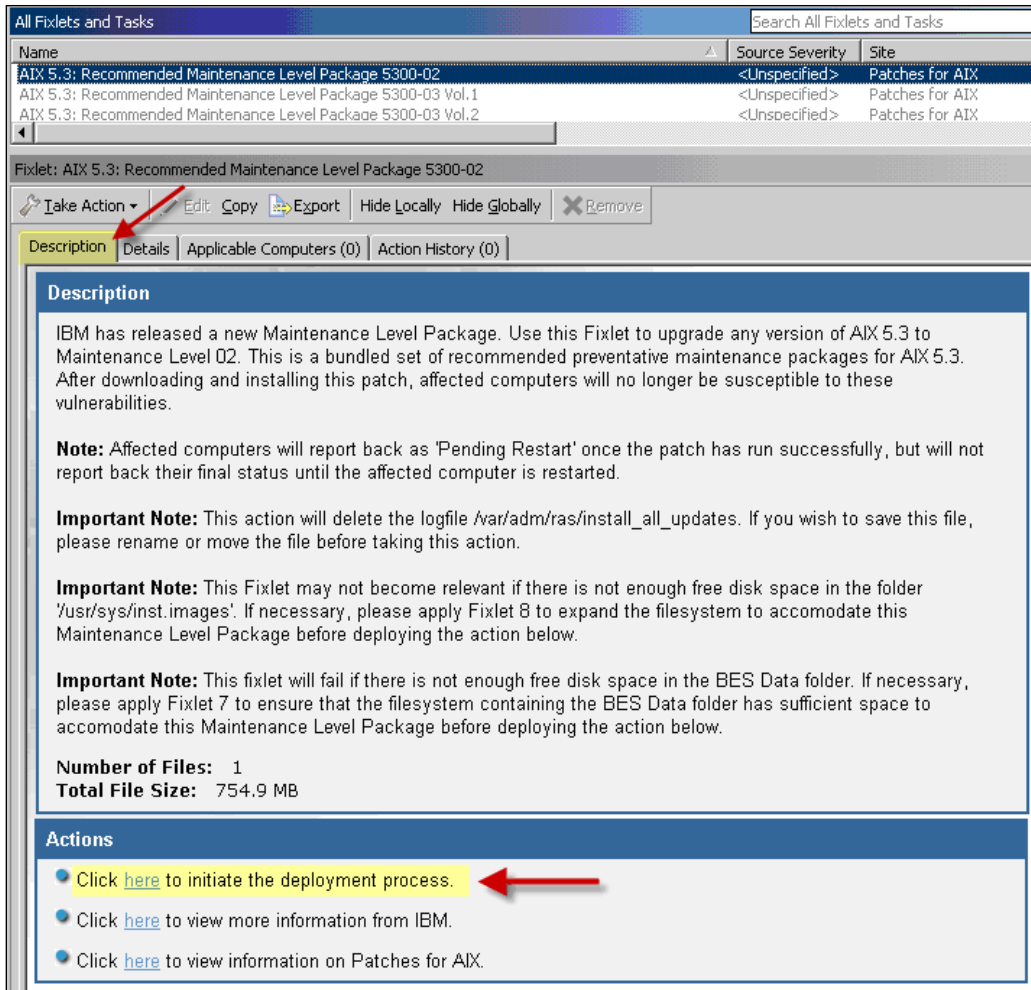 All Fixlets and Tasks
Search All Fixlets and Tasks
Name Source Severity Site
AIX 5.3: Recommended Maintenance Level Package 5300-02 <Unspecified> Patches for AIX
AIX 5.3: Recommended Maintenance Level Package 5300-03 Vol.1 <Unspecified> Patches for AIX
AIX 5.3: Recommended Maintenance Level Package 5300-03 Vol.2 <Unspecified> Patches for AIX
Fixlet: AIX 5.3: Recommended Maintenance Level Package 5300-02
Take Action Edit Copy Export Hide Locally Hide Globally Remove
Description Details Applicable Computers (0) Action History (0)
Description
IBM has released a new Maintenance Level Package. Use this Fixlet to upgrade any version of AIX 5.3 to
Maintenance Level 02. This is a bundled set of recommended preventative maintenance packages for AIX 5.3.
After downloading and installing this patch, affected computers will no longer be susceptible to these
vulnerabilities.
Note: Affected computers will report back as 'Pending Restart' once the patch has run successfully, but will not
report back their final status until the affected computer is restarted.
Important Note: This action will delete the logfile /var/adm/ras/install_all_updates. If you wish to save this file,
please rename or move the file before taking this action.
Important Note: This Fixlet may not become relevant if there is not enough free disk space in the folder
'/usr/sys/inst.images'. If necessary, please apply Fixlet 8 to expand the filesystem to accomodate this
Maintenance Level Package before deploying the action below.
Important Note: This fixlet will fail if there is not enough free disk space in the BES Data folder. If necessary,
please apply Fixlet 7 to ensure that the filesystem containing the BES Data folder has sufficient space to
accomodate this Maintenance Level Package before deploying the action below.
Number of Files: 1
Total File Size: 754.9 MB
Actions
Click here to initiate the deployment process.
Click here to view more information from IBM.
Click here to view information on Patches for AIX.